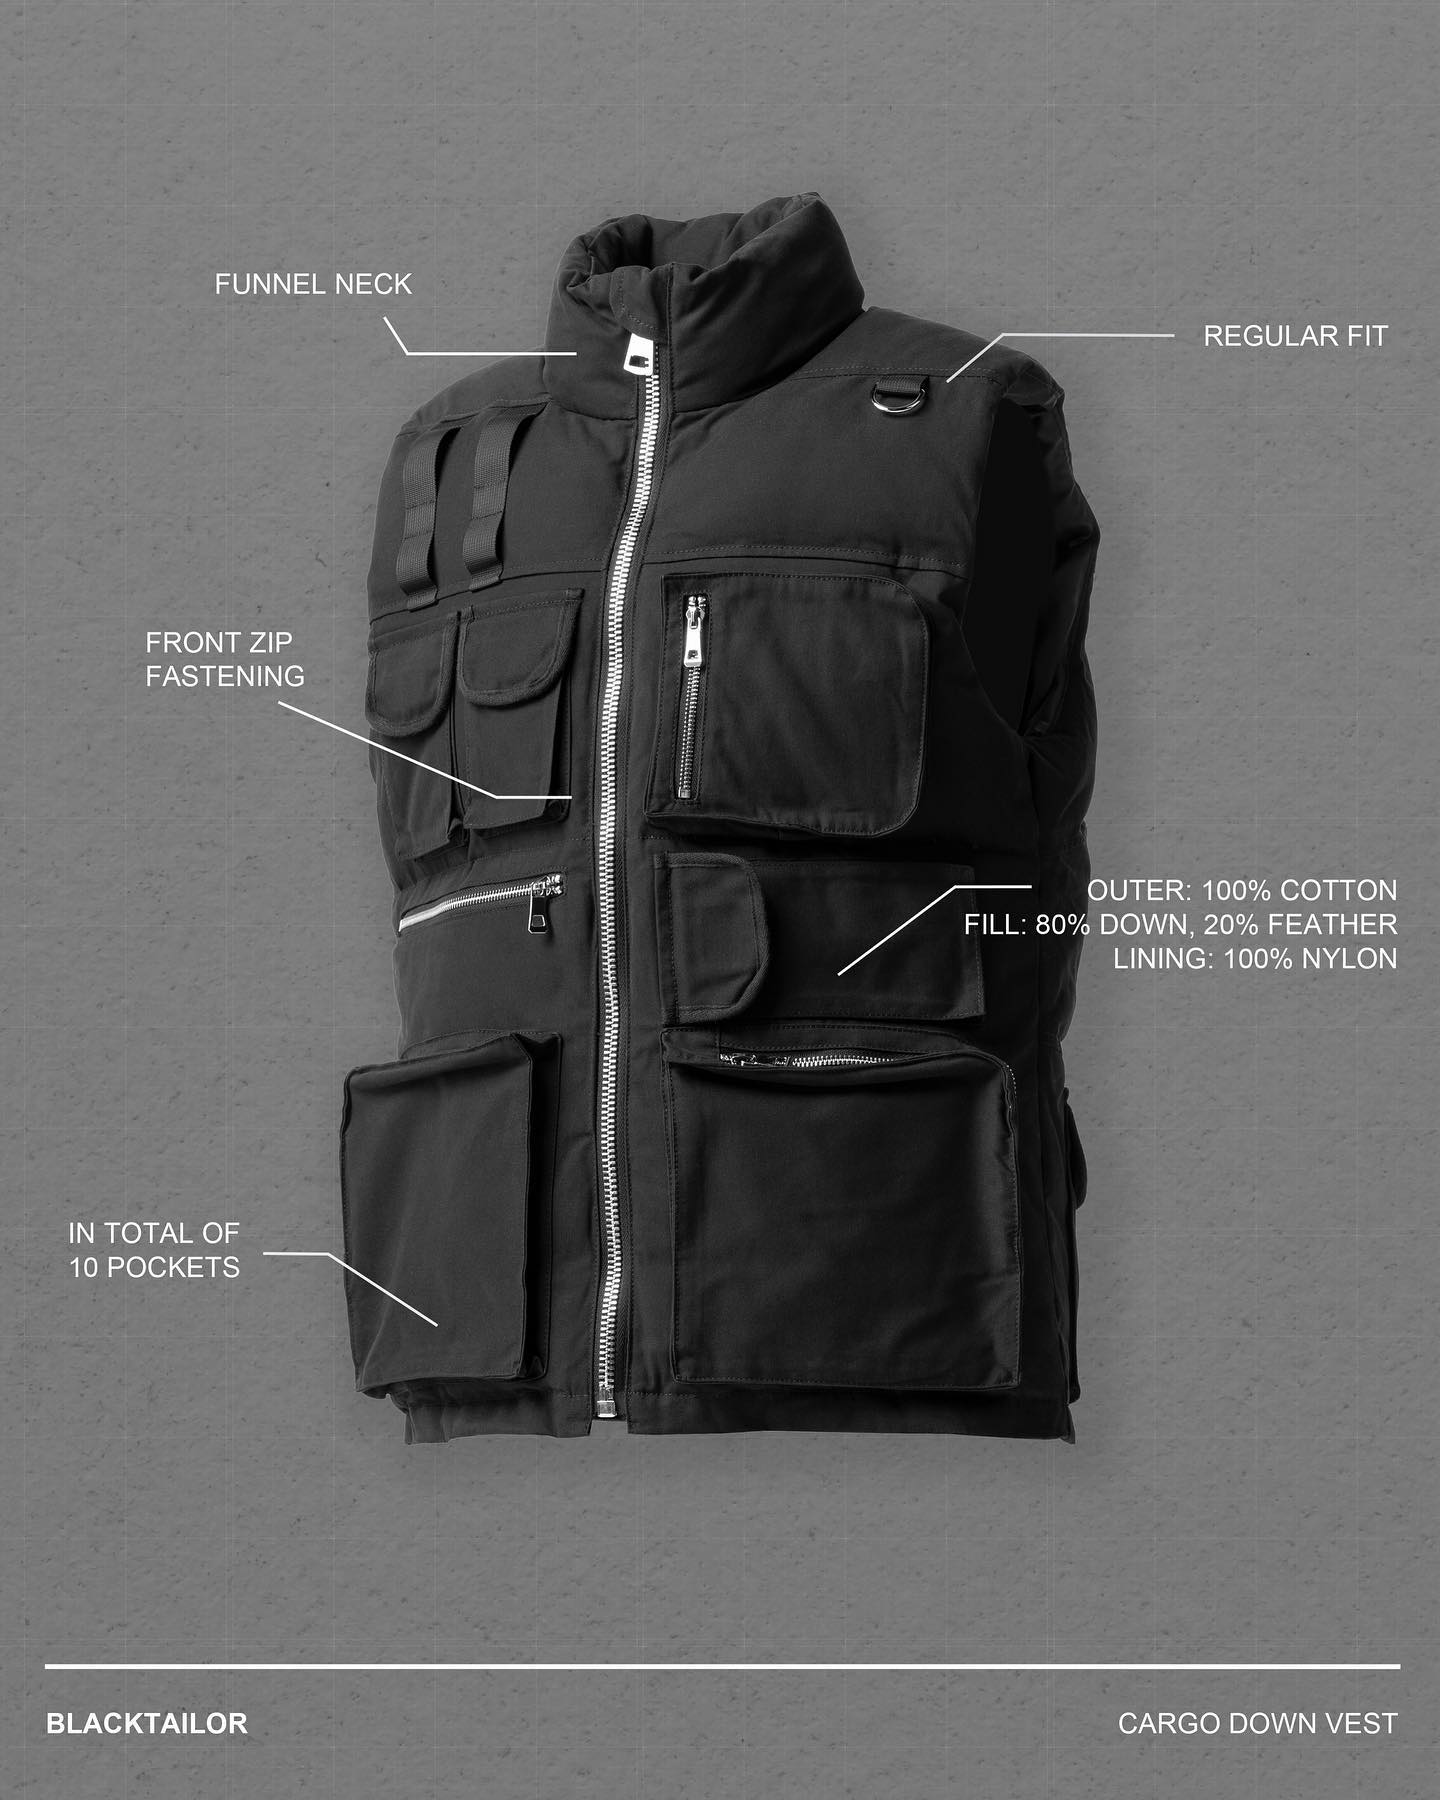 FUNNEL NECK
REGULAR FIT
FRONT ZIP
FASTENING
OUTER: 100% COTTON
FILL: 80% DOWN, 20% FEATHER
LINING: 100% NYLON
IN TOTAL OF
10 POCKETS
BLACKTAILOR
CARGO DOWN VEST